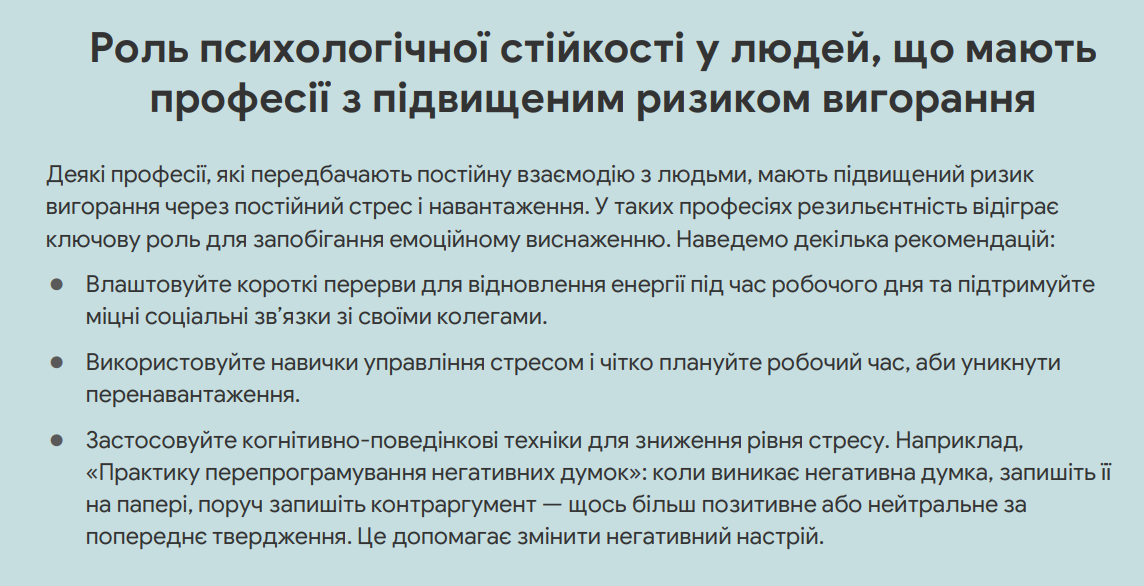 Роль психологічної стійкості у людей, що мають
професії з підвищеним ризиком вигорання
Деякі професії, які передбачають постійну взаємодію з людьми, мають підвищений ризик
вигорання через постійний стрес і навантаження. У таких професіях резильєнтність відіграє
ключову роль для запобігання емоційному виснаженню. Наведемо декілька рекомендацій:
● Влаштовуйте короткі перерви для відновлення енергії під час робочого дня та підтримуйте
міцні соціальні зв’язки зі своїми колегами.
● Використовуйте навички управління стресом і чітко плануйте робочий час, аби уникнути
перенавантаження.
● Застосовуйте когнітивно-поведінкові техніки для зниження рівня стресу. Наприклад,
«Практику перепрограмування негативних думок»: коли виникає негативна думка, запишіть її
на папері, поруч запишіть контраргумент — щось більш позитивне або нейтральне за
попереднє твердження. Це допомагає змінити негативний настрій.